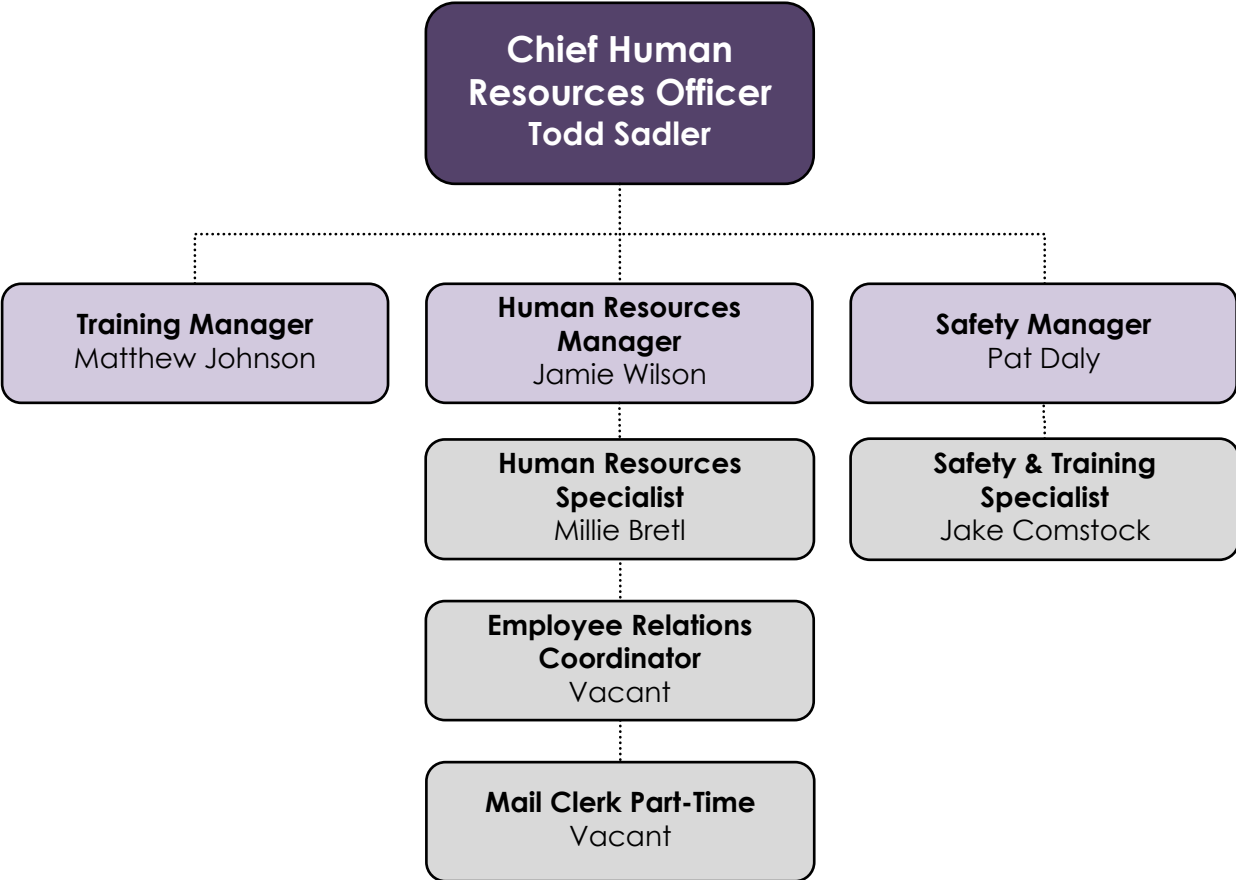 Chief Human
Resources Officer
Todd Sadler
Training Manager
Matthew Johnson
Human Resources
Manager
Jamie Wilson
Safety Manager
Pat Daly
Human Resources
Specialist
Millie Bretl
Safety & Training
Specialist
Jake Comstock
Employee Relations
Coordinator
Vacant
Mail Clerk Part-Time
Vacant